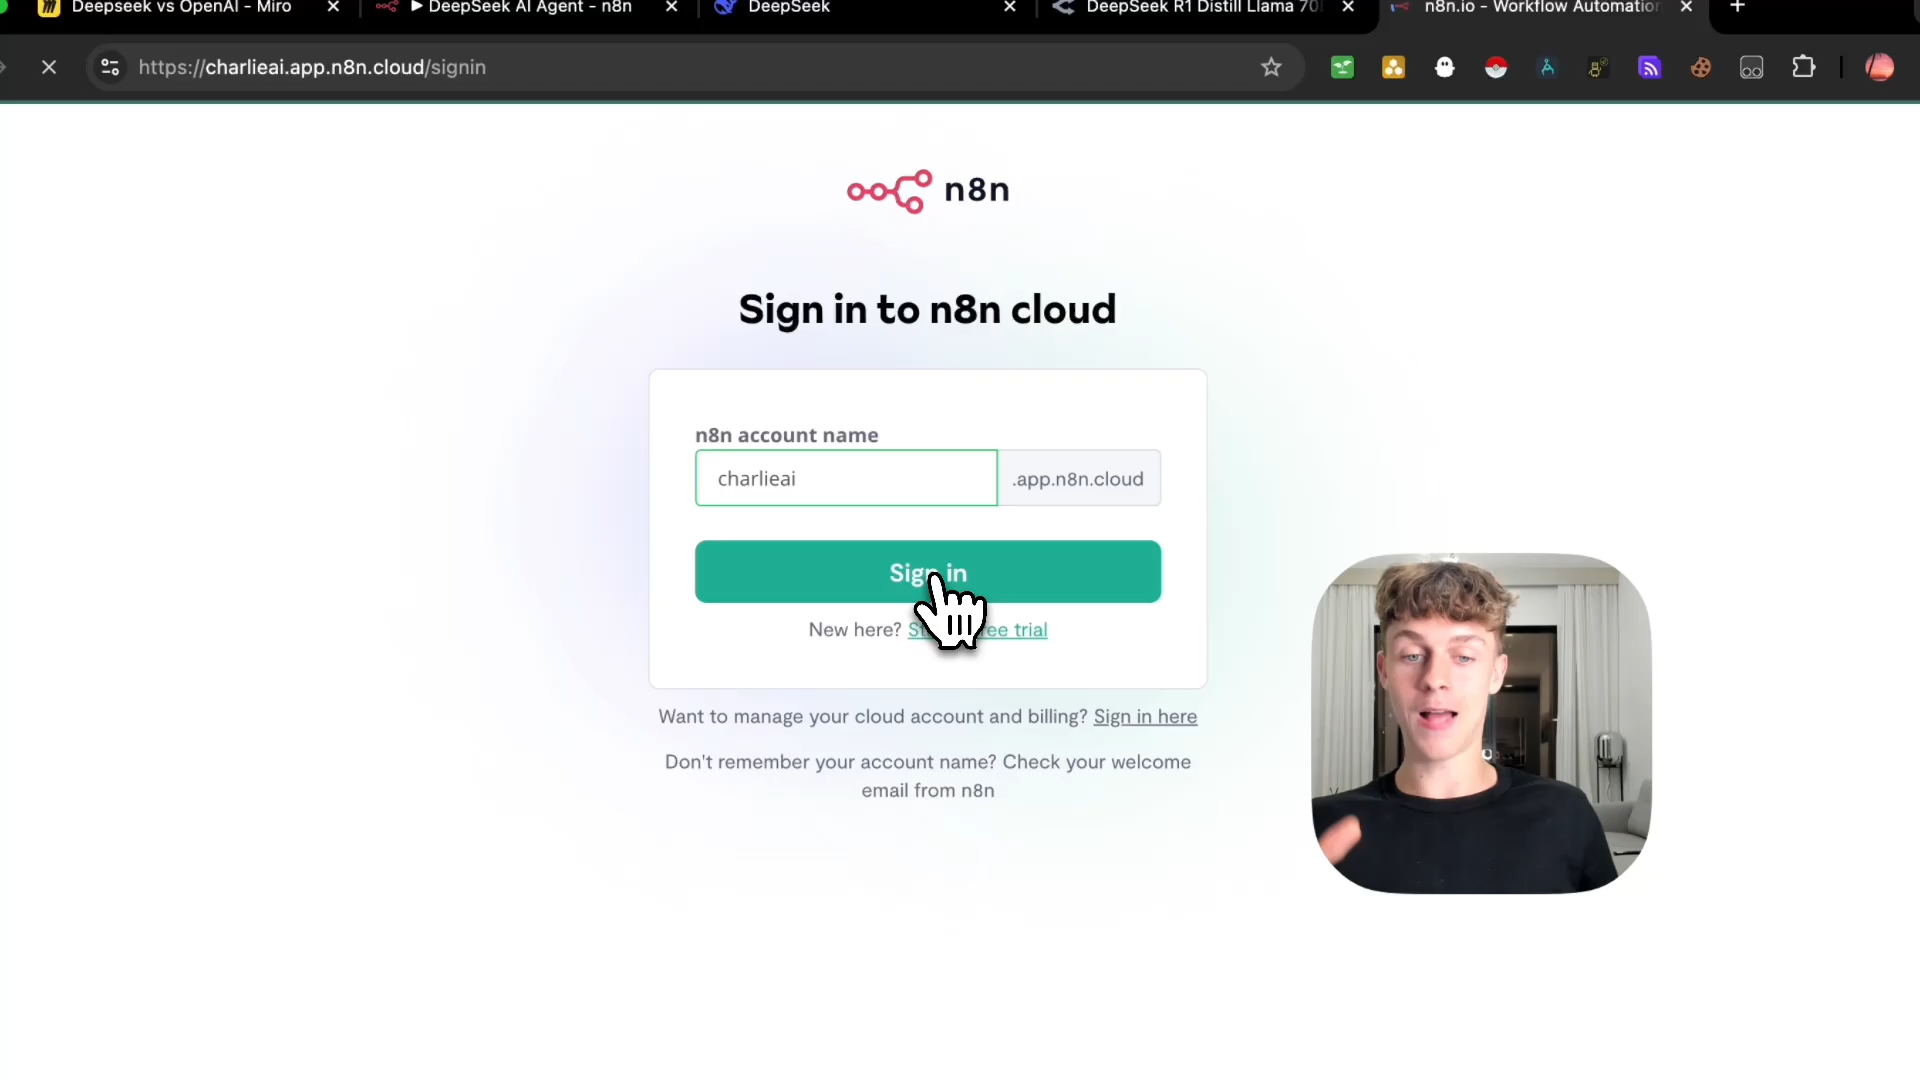 Deepseek vs OpenAI - Miro
DeepSeek AI Agent - n8n
DeepSeek
DeepSeek R1 Distill Llama 70
n8n.io - Workflow Automation
https://charlieai.app.n8n.cloud/signin
n8n
Sign in to n8n cloud
n8n account name
charlieai
.app.n8n.cloud
Sign in
New here? free trial
Want to manage your cloud account and billing? Sign in here
Don't remember your account name? Check your welcome
email from n8n